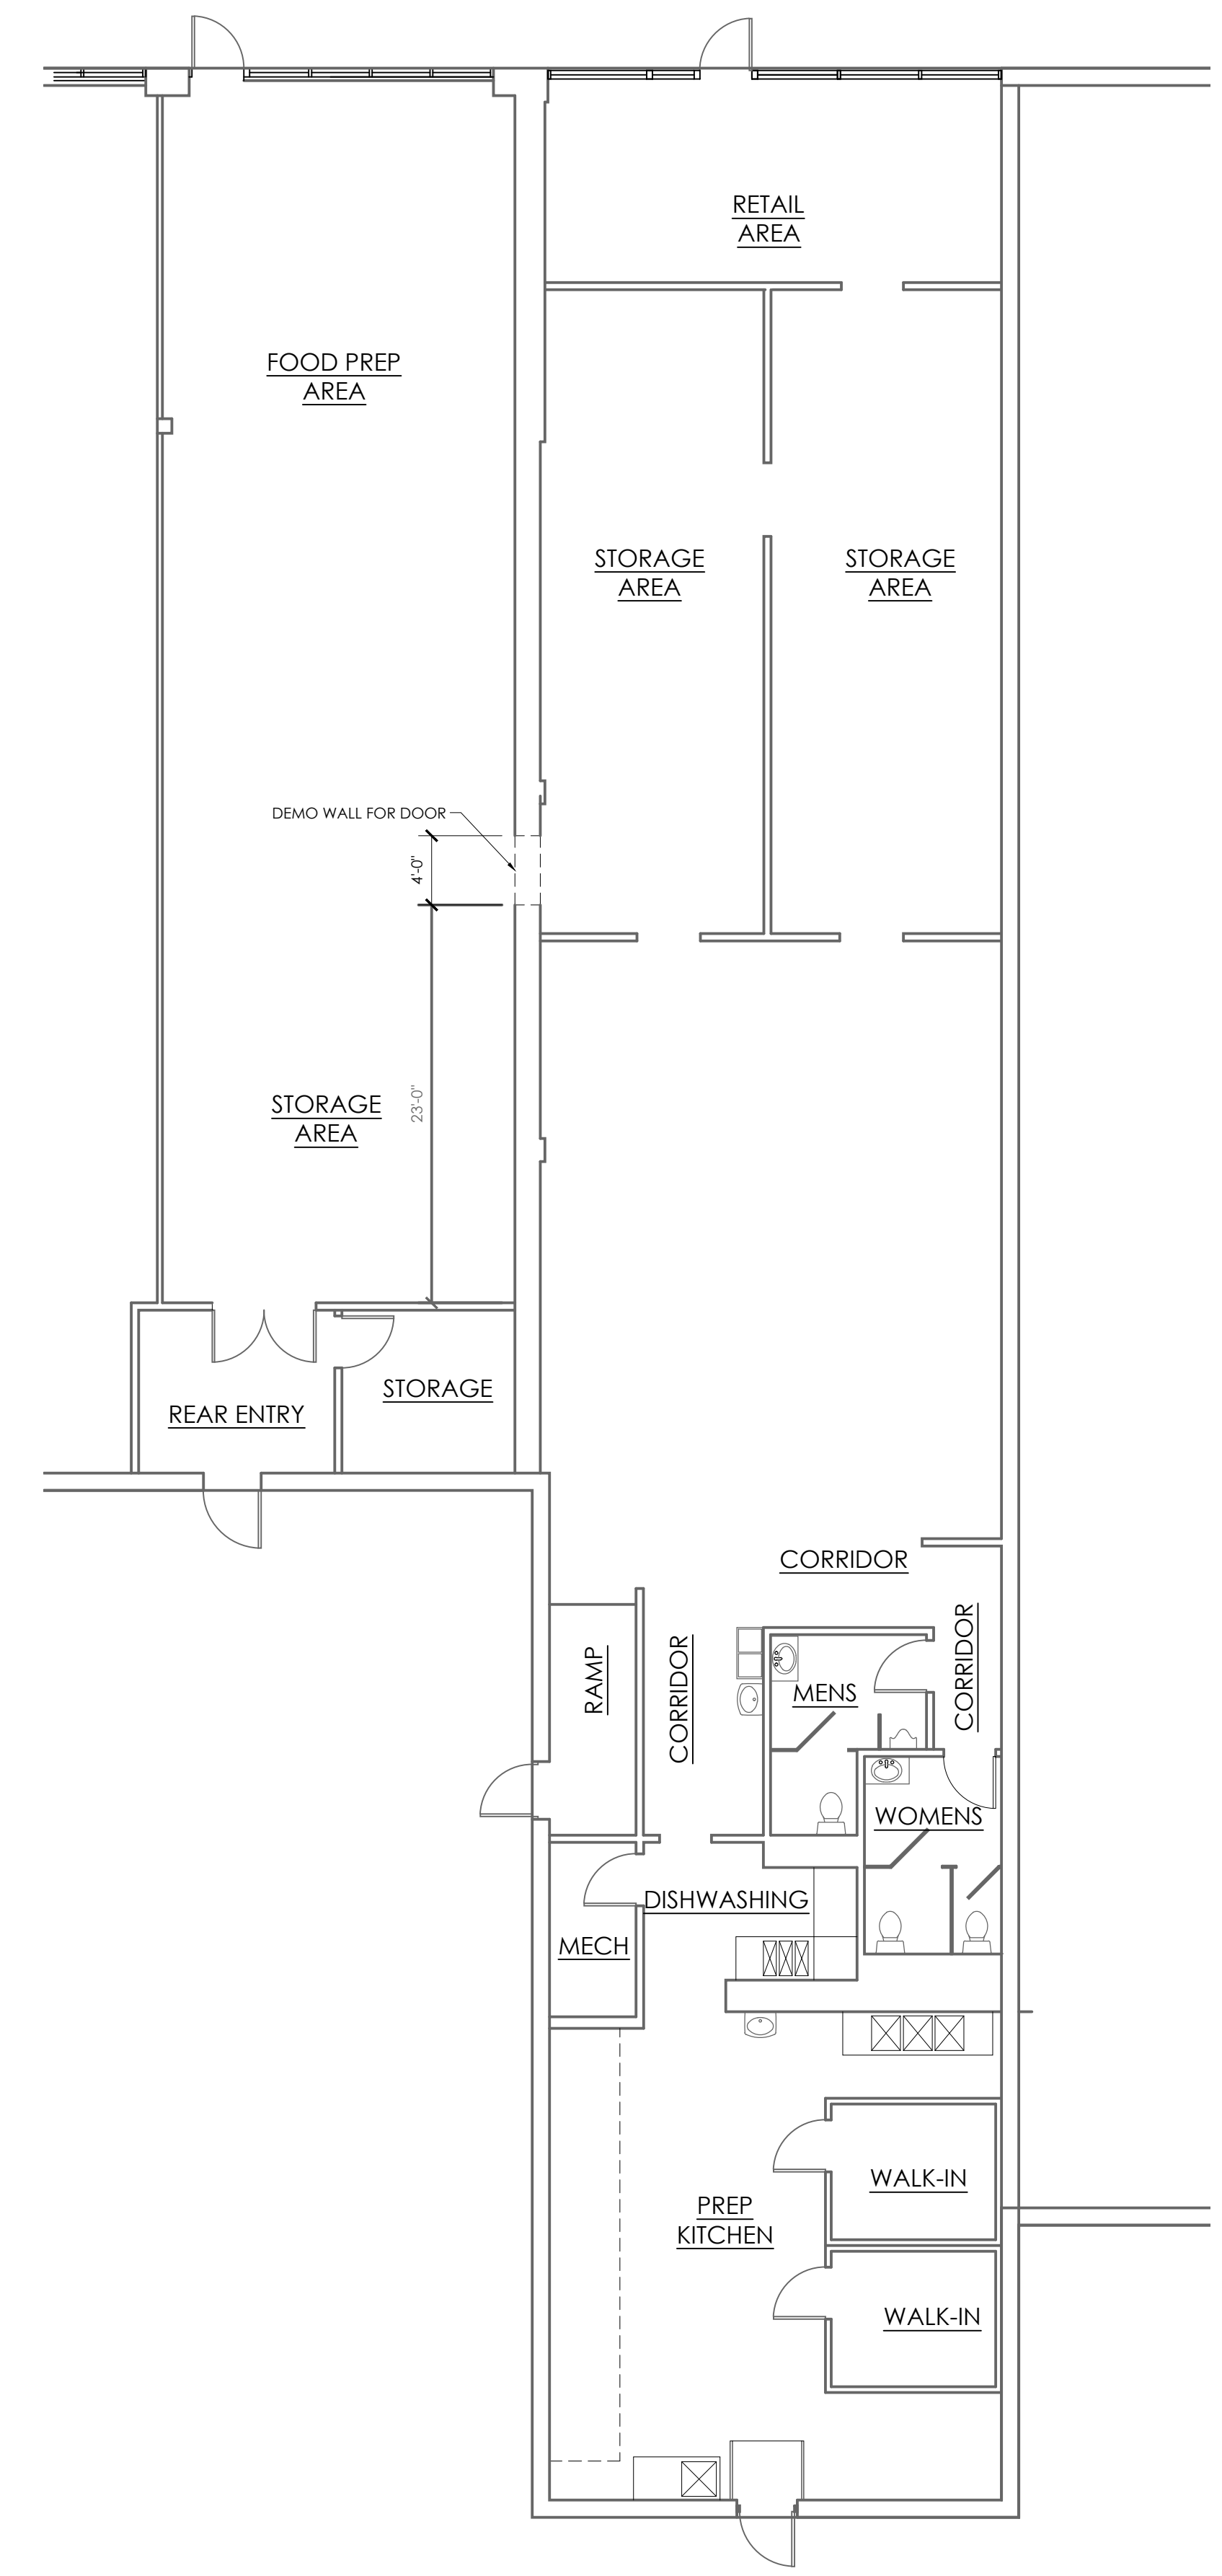 RETAIL
AREA
FOOD PREP
AREA
STORAGE
AREA
STORAGE
AREA
DEMO WALL FOR DOOR
4'-0"
23'-0"
STORAGE
AREA
STORAGE
REAR ENTRY
CORRIDOR
CORRIDOR
RAMP
CORRIDOR
MENS
WOMENS
DISHWASHING
MECH
WALK-IN
PREP
KITCHEN
WALK-IN